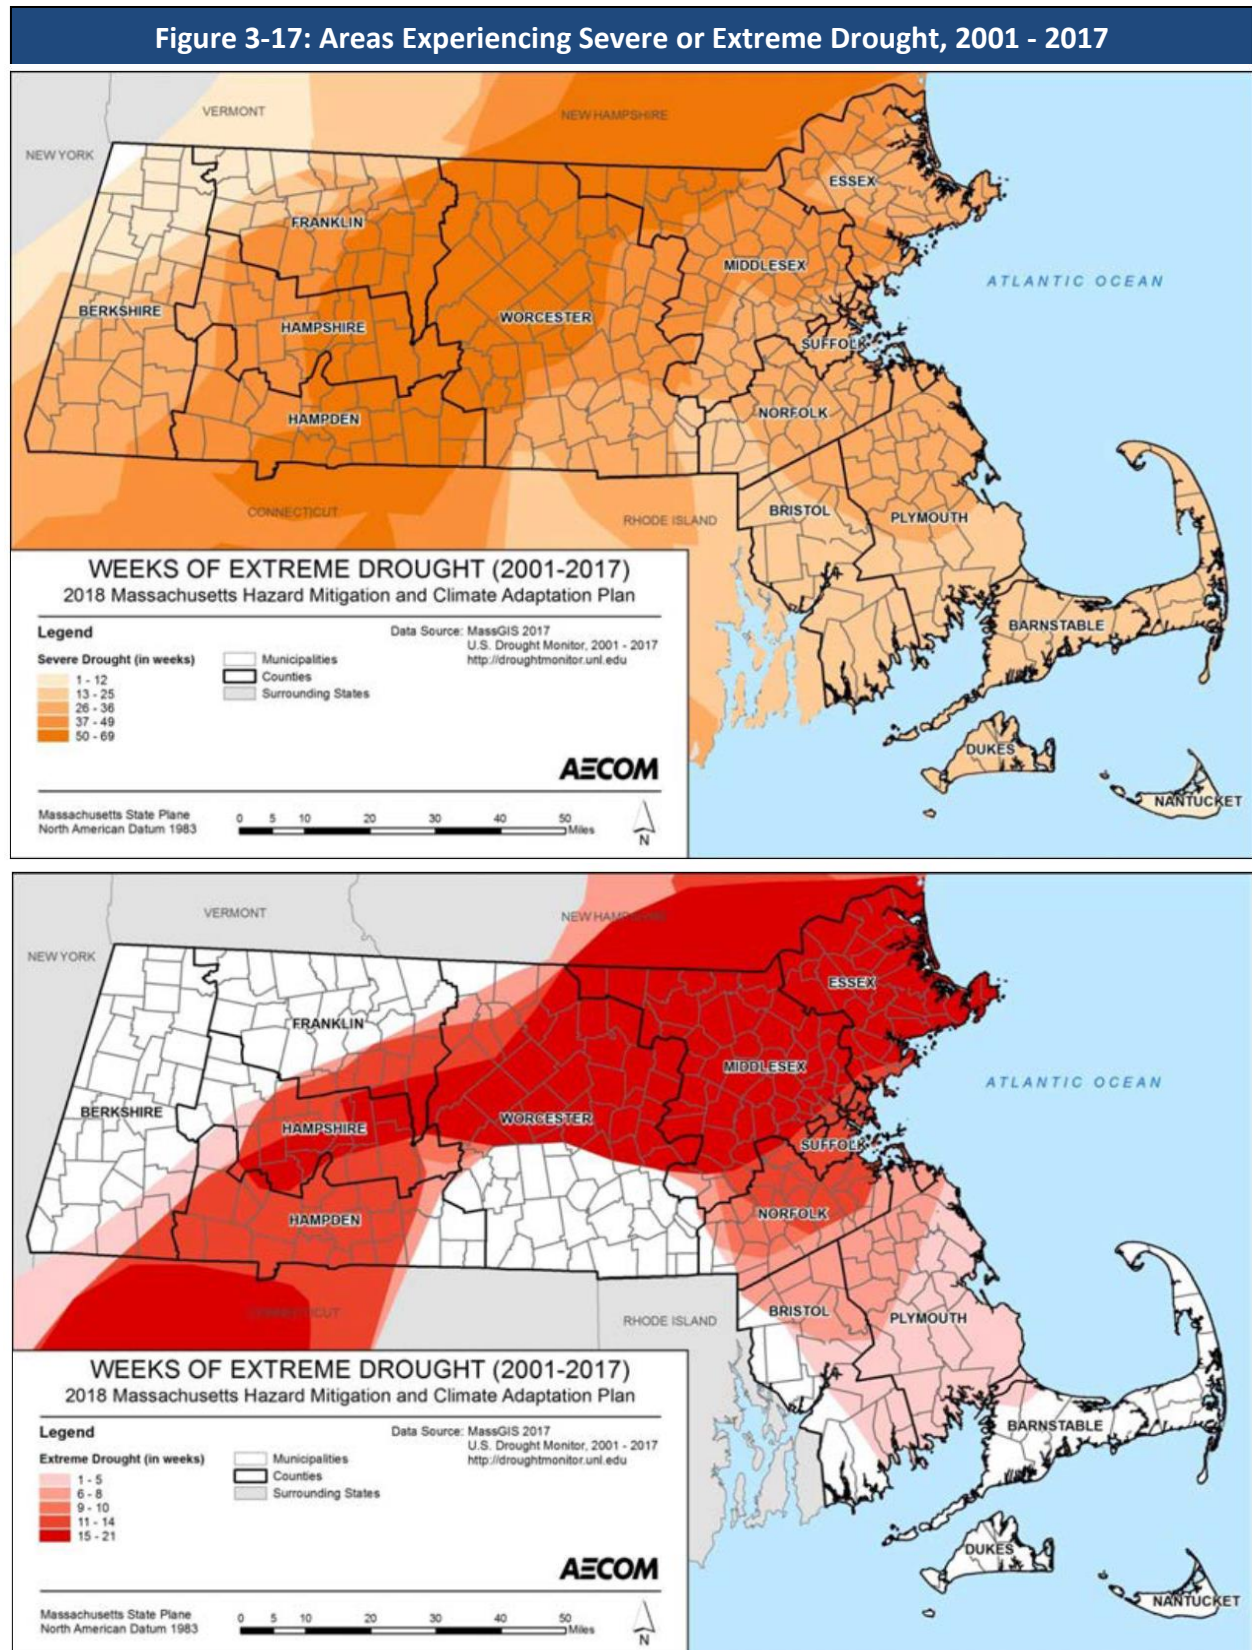 Figure 3-17: Areas Experiencing Severe or Extreme Drought, 2001 - 2017
VERMONT
NEW HAMPSHIRE
NEW YORK
ESSEX
FRANKLIN
MIDDLESEX
ATLANTIC OCEAN
BERKSHIRE
WORCESTER
HAMPSHIRE
SUFFOLK
HAMPDEN
NORFOLK
CONNECTICUT
RHODE ISLAND
BRISTOL
PLYMOUTH
BARNSTABLE
DUKES
NANTUCKET
WEEKS OF EXTREME DROUGHT (2001-2017)
2018 Massachusetts Hazard Mitigation and Climate Adaptation Plan
Legend
Severe Drought (in weeks)
1 - 12
13 - 25
26 - 36
37 - 49
50 - 69
Municipalities
Counties
Surrounding States
Data Source: MassGIS 2017
U.S. Drought Monitor, 2001 - 2017
http://droughtmonitor.unl.edu
AECOM
Massachusetts State Plane
North American Datum 1983
0 5 10 20 30 40 50
Miles
N
VERMONT
NEW HAMPSHIRE
NEW YORK
ESSEX
FRANKLIN
MIDDLESEX
ATLANTIC OCEAN
BERKSHIRE
WORCESTER
HAMPSHIRE
SUFFOLK
HAMPDEN
NORFOLK
CONNECTICUT
RHODE ISLAND
BRISTOL
PLYMOUTH
BARNSTABLE
DUKES
NANTUCKET
WEEKS OF EXTREME DROUGHT (2001-2017)
2018 Massachusetts Hazard Mitigation and Climate Adaptation Plan
Legend
Extreme Drought (in weeks)
1 - 5
6 - 8
9 - 10
11 - 14
15 - 21
Municipalities
Counties
Surrounding States
Data Source: MassGIS 2017
U.S. Drought Monitor, 2001 - 2017
http://droughtmonitor.unl.edu
AECOM
Massachusetts State Plane
North American Datum 1983
0 5 10 20 30 40 50
Miles
N